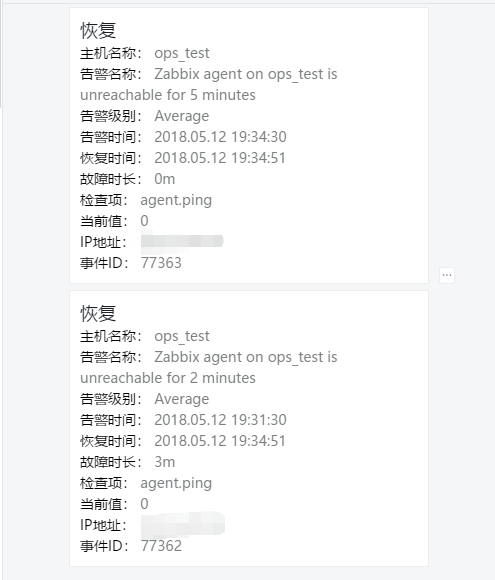 恢复
主机名称： ops_test
告警名称： Zabbix agent on ops_test is
unreachable for 5 minutes
告警级别： Average
告警时间： 2018.05.12 19:34:30
恢复时间： 2018.05.12 19:34:51
故障时长： 0m
检查项： agent.ping
当前值： 0
IP地址：
事件ID： 77363
恢复
主机名称： ops_test
告警名称： Zabbix agent on ops_test is
unreachable for 2 minutes
告警级别： Average
告警时间： 2018.05.12 19:31:30
恢复时间： 2018.05.12 19:34:51
故障时长： 3m
检查项： agent.ping
当前值： 0
IP地址：
事件ID： 77362